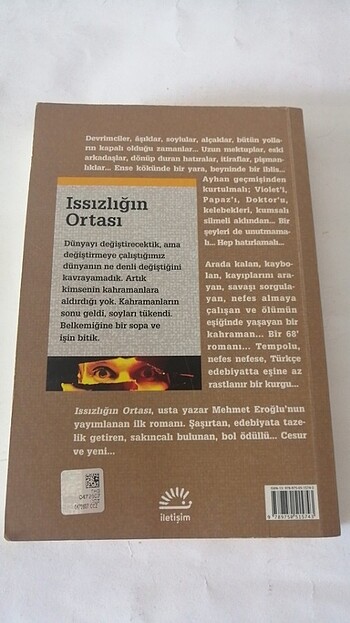 Devrimciler, âşıklar, soylular, alçaklar, bütün yolla-
rın kapalı olduğu zamanlar... Uzun mektuplar, eski
arkadaşlar, dönüp duran hatıralar, itiraflar, pişman-
lıklar... Ense kökünde bir yara, beyninde bir iblis...
Ayhan geçmişinden
kurtulmalı; Violet'i,
Papaz'ı, Doktor'u,
kelebekleri, kumsalı
silmeli aklından... Bir
şeyleri de unutmama-
lı... Hep hatırlamalı...
Issızlığın
Ortası
Dünyayı değiştirecektik, ama
değiştirmeye çalıştığımız
dünyanın ne denli değiştiğini
kavrayamadık. Artık
kimsenin kahramanlara
aldırdığı yok. Kahramanların
sonu geldi, soyları tükendi.
Belkemiğine bir sopa ve
işin bitik.
Arada kalan, kaybo-
lan, kayıplarını ara-
yan, savaşı sorgula-
yan, nefes almaya
çalışan ve ölümün
eşiğinde yaşayan bir
kahraman... Bir 68'
romanı... Tempolu,
nefes nefese, Türkçe
edebiyatta eşine az
rastlanır bir kurgu...
Issızlığın Ortası, usta yazar Mehmet Eroğlu'nun
yayımlanan ilk romanı. Şaşırtan, edebiyata taze-
lik getiren, sakıncalı bulunan, bol ödüllü... Cesur
ve yeni...
iletişim